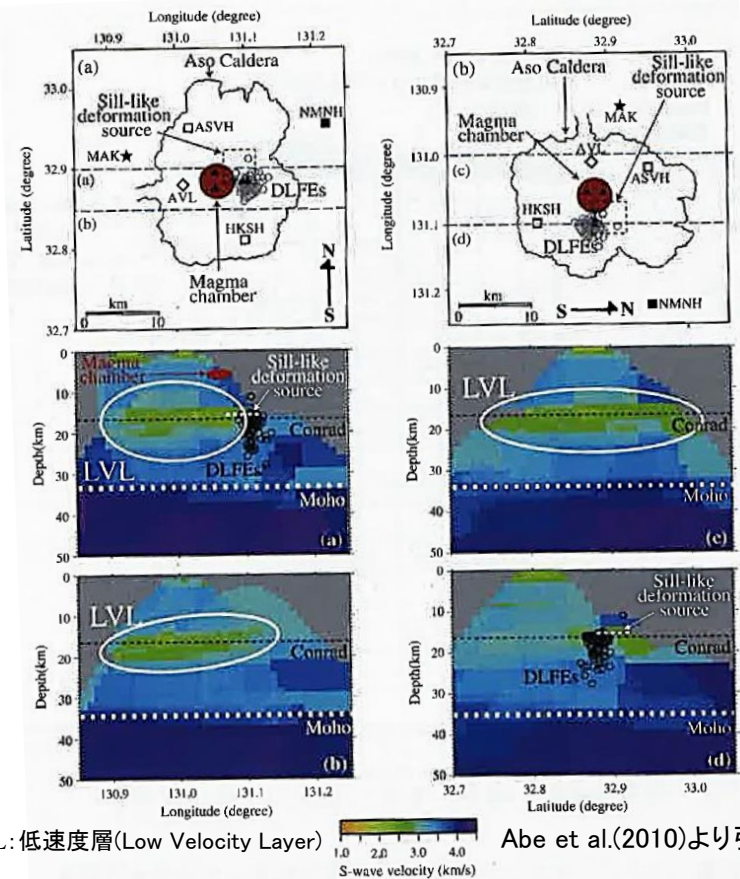 Longitude (degree)
130.9 131.0 131.1 131.2
(a)
Aso Caldera
33.0
Sill-like
deformation
source
ASVH
NMNH
MAK
32.9
(a)
AVL
DLFEs
(b)
32.8
HKSH
Magma
chamber
N
S
km
0 10
32.7
Latitude (degree)
Latitude (degree)
32.7 32.8 32.9 33.0
(b)
Aso Caldera
Sill-like
deformation
source
130.9
MAK
Magma
chamber
AVL
131.0
(c)
ASVH
HKSH
131.1
(d)
DLFEs
131.2
km
0 10
S N
NMNH
Longitude (degree)
0
10
20
30
40
50
Depth(km)
Magma
chamber
Sill-like
deformation
source
Conrad
LVL
DLFEs
Moho
(a)
0
10
20
30
40
50
Depth(km)
LVL
Conrad
Moho
(c)
0
10
20
30
40
50
Depth(km)
LVL
Conrad
Moho
(b)
130.9 131.0 131.1 131.2
Longitude (degree)
0
10
20
30
40
50
Depth(km)
Sill-like
deformation
source
Conrad
DLFEs
Moho
(d)
32.7 32.8 32.9 33.0
Latitude (degree)
:低速度層(Low Velocity Layer)
1.0 2.0 3.0 4.0
S-wave velocity (km/s)
Abe et al.(2010)より